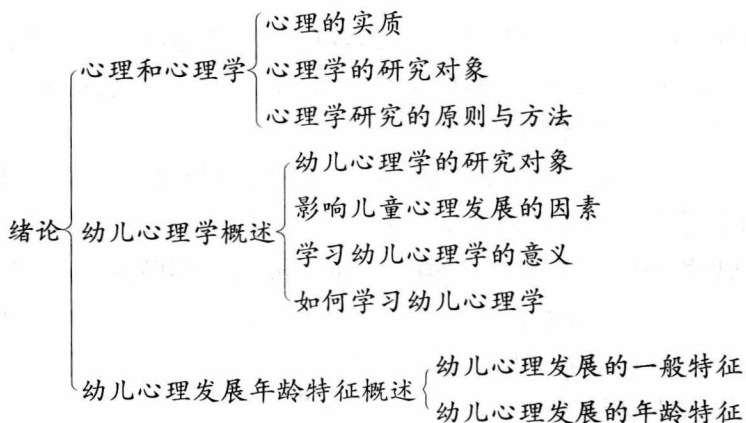 绪论
心理和心理学
心理的实质
心理学的研究对象
心理学研究的原则与方法
幼儿心理学概述
幼儿心理学的研究对象
影响儿童心理发展的因素
学习幼儿心理学的意义
如何学习幼儿心理学
幼儿心理发展年龄特征概述
幼儿心理发展的一般特征
幼儿心理发展的年龄特征